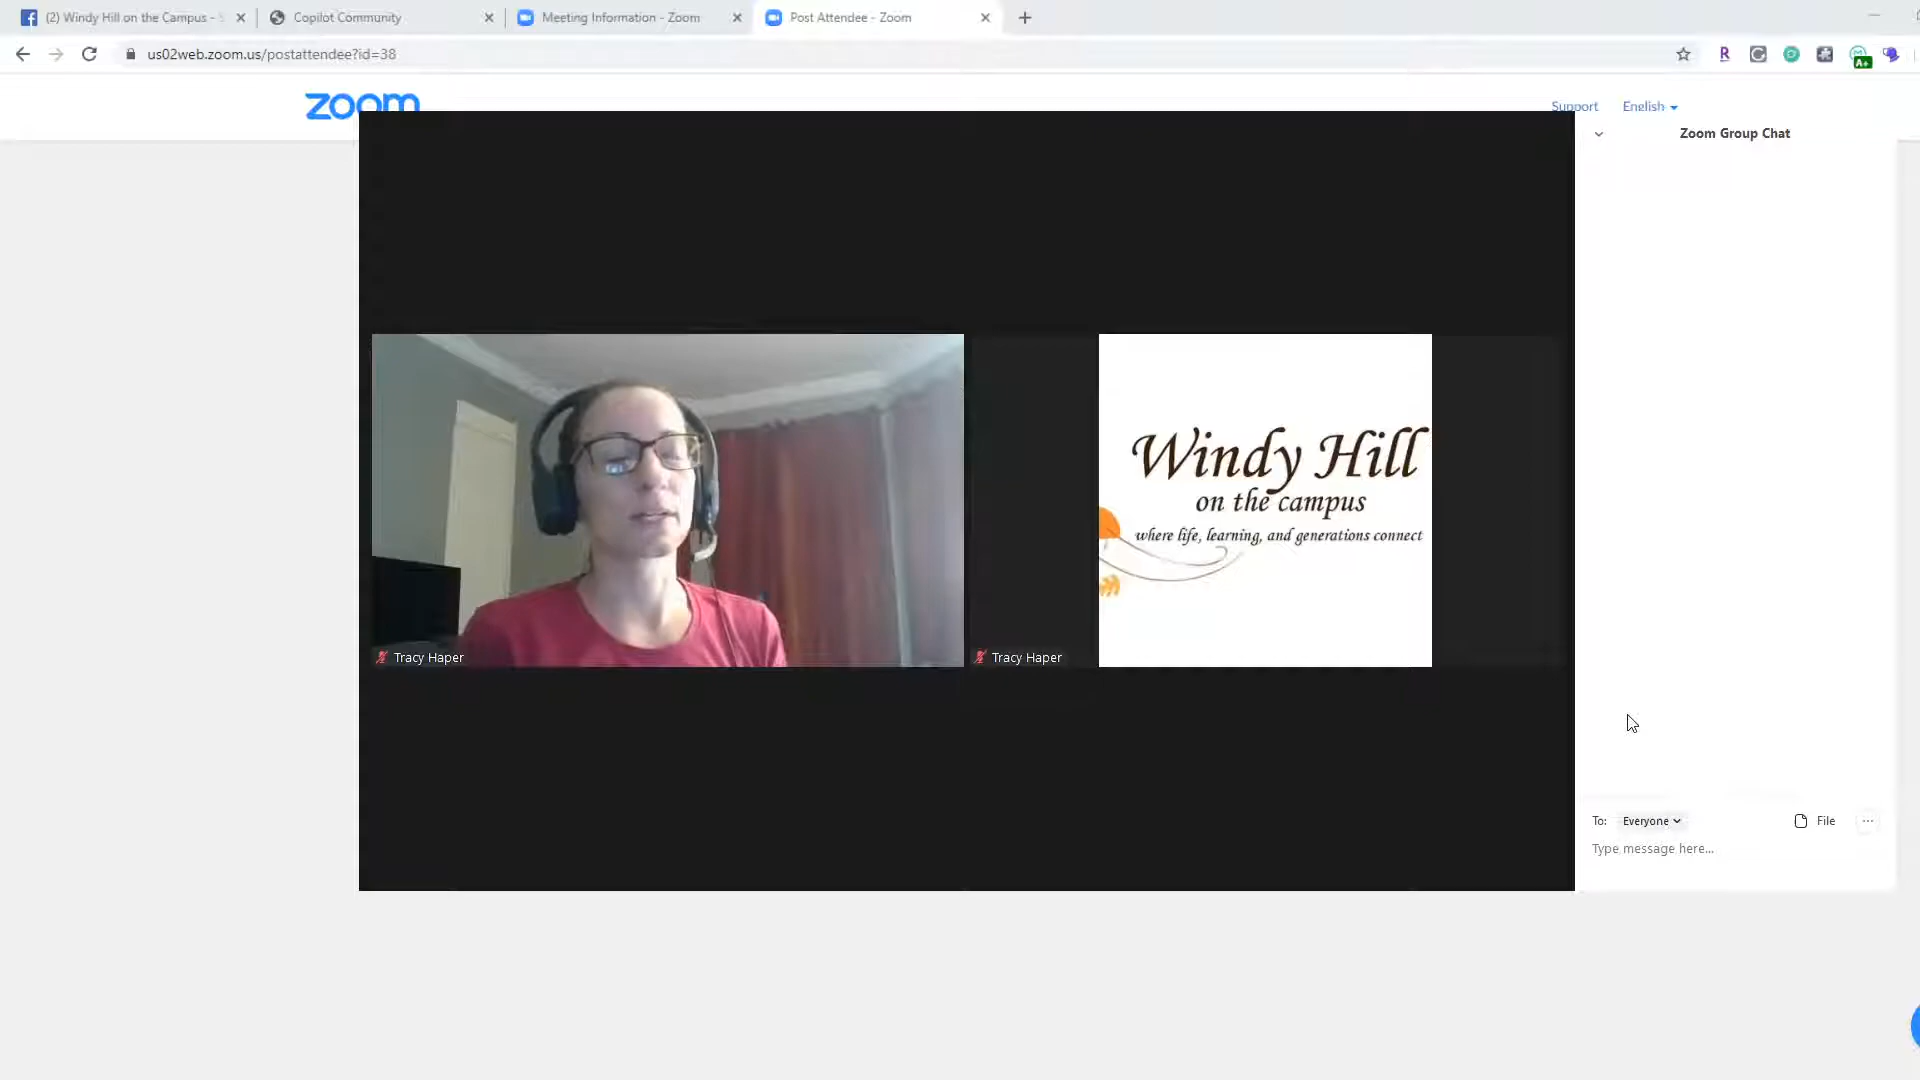 (2) Windy Hill on the Campus -
Copilot Community
Meeting Information - Zoom
Post Attendee - Zoom
us02web.zoom.us/postattendee?id=38
R
A+
zoom
Support
English
Zoom Group Chat
Windy Hill
on the campus
where life, learning, and generations connect
Tracy Haper
Tracy Haper
To: Everyone
File
Type message here...